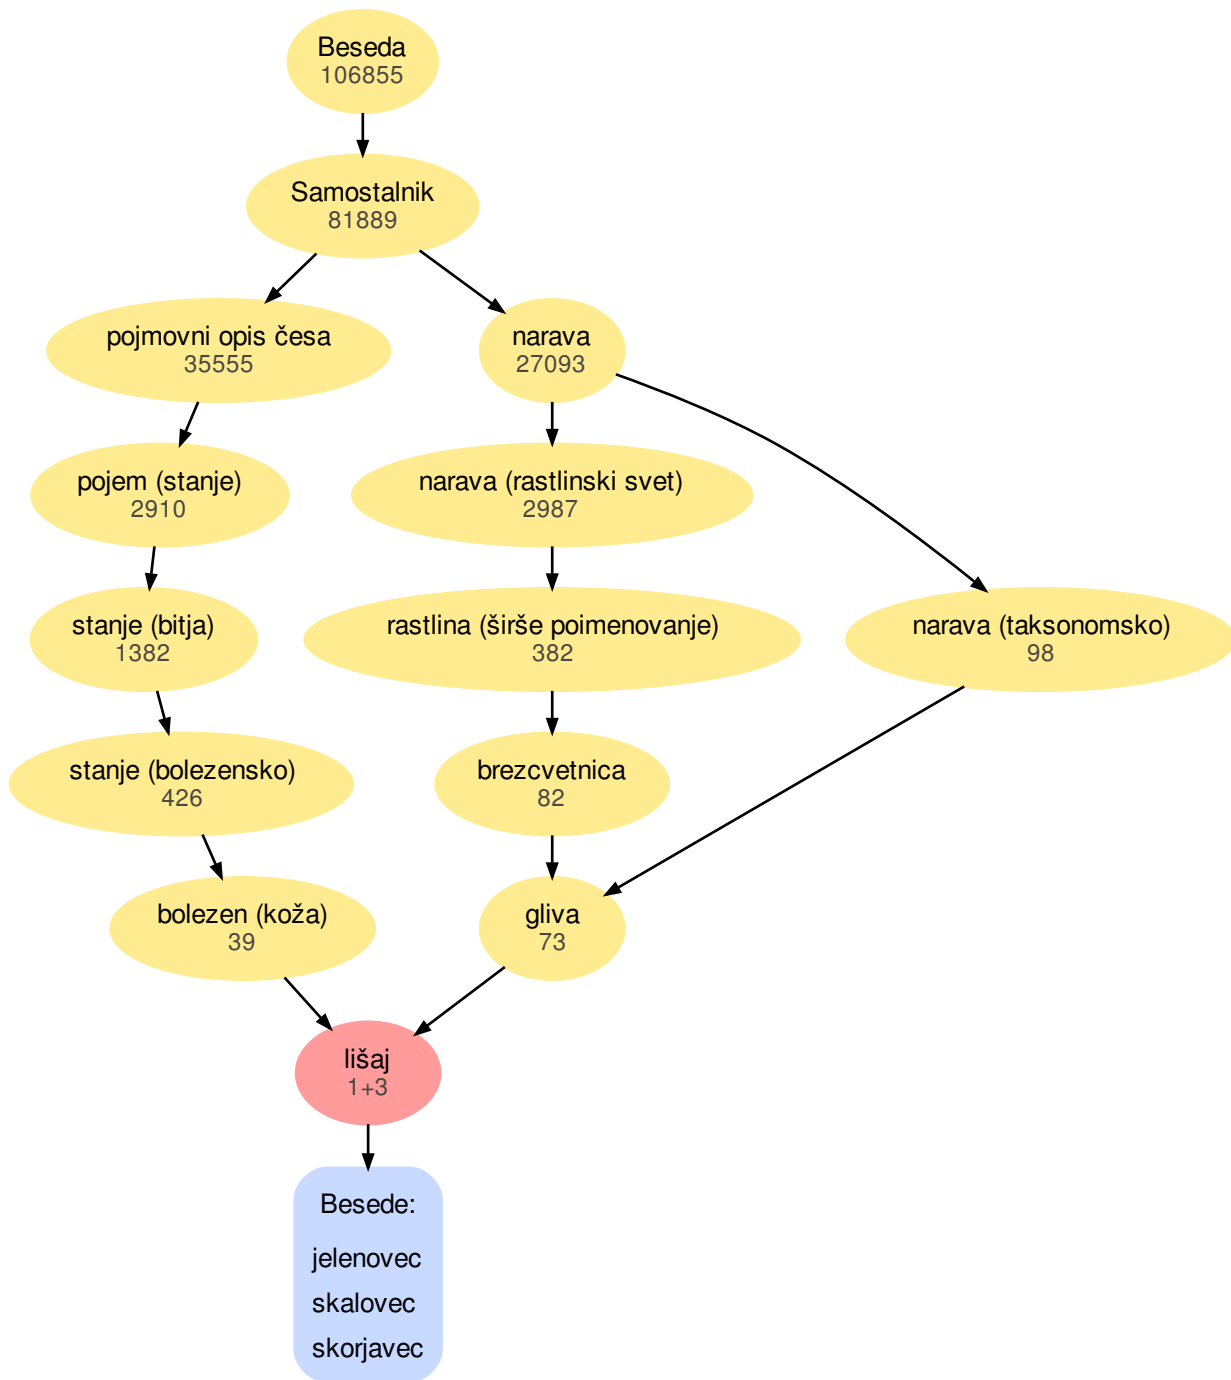 Beseda
106855
Samostalnik
81889
pojmovni opis česa
35555
narava
27093
pojem (stanje)
2910
narava (rastlinski svet)
2987
stanje (bitja)
1382
rastlina (širše poimenovanje)
382
narava (taksonomsko)
98
stanje (bolezensko)
426
brezcvetnica
82
bolezen (koža)
39
gliva
73
lišaj
1+3
Besede:
jelenovec
skalovec
skorjavec